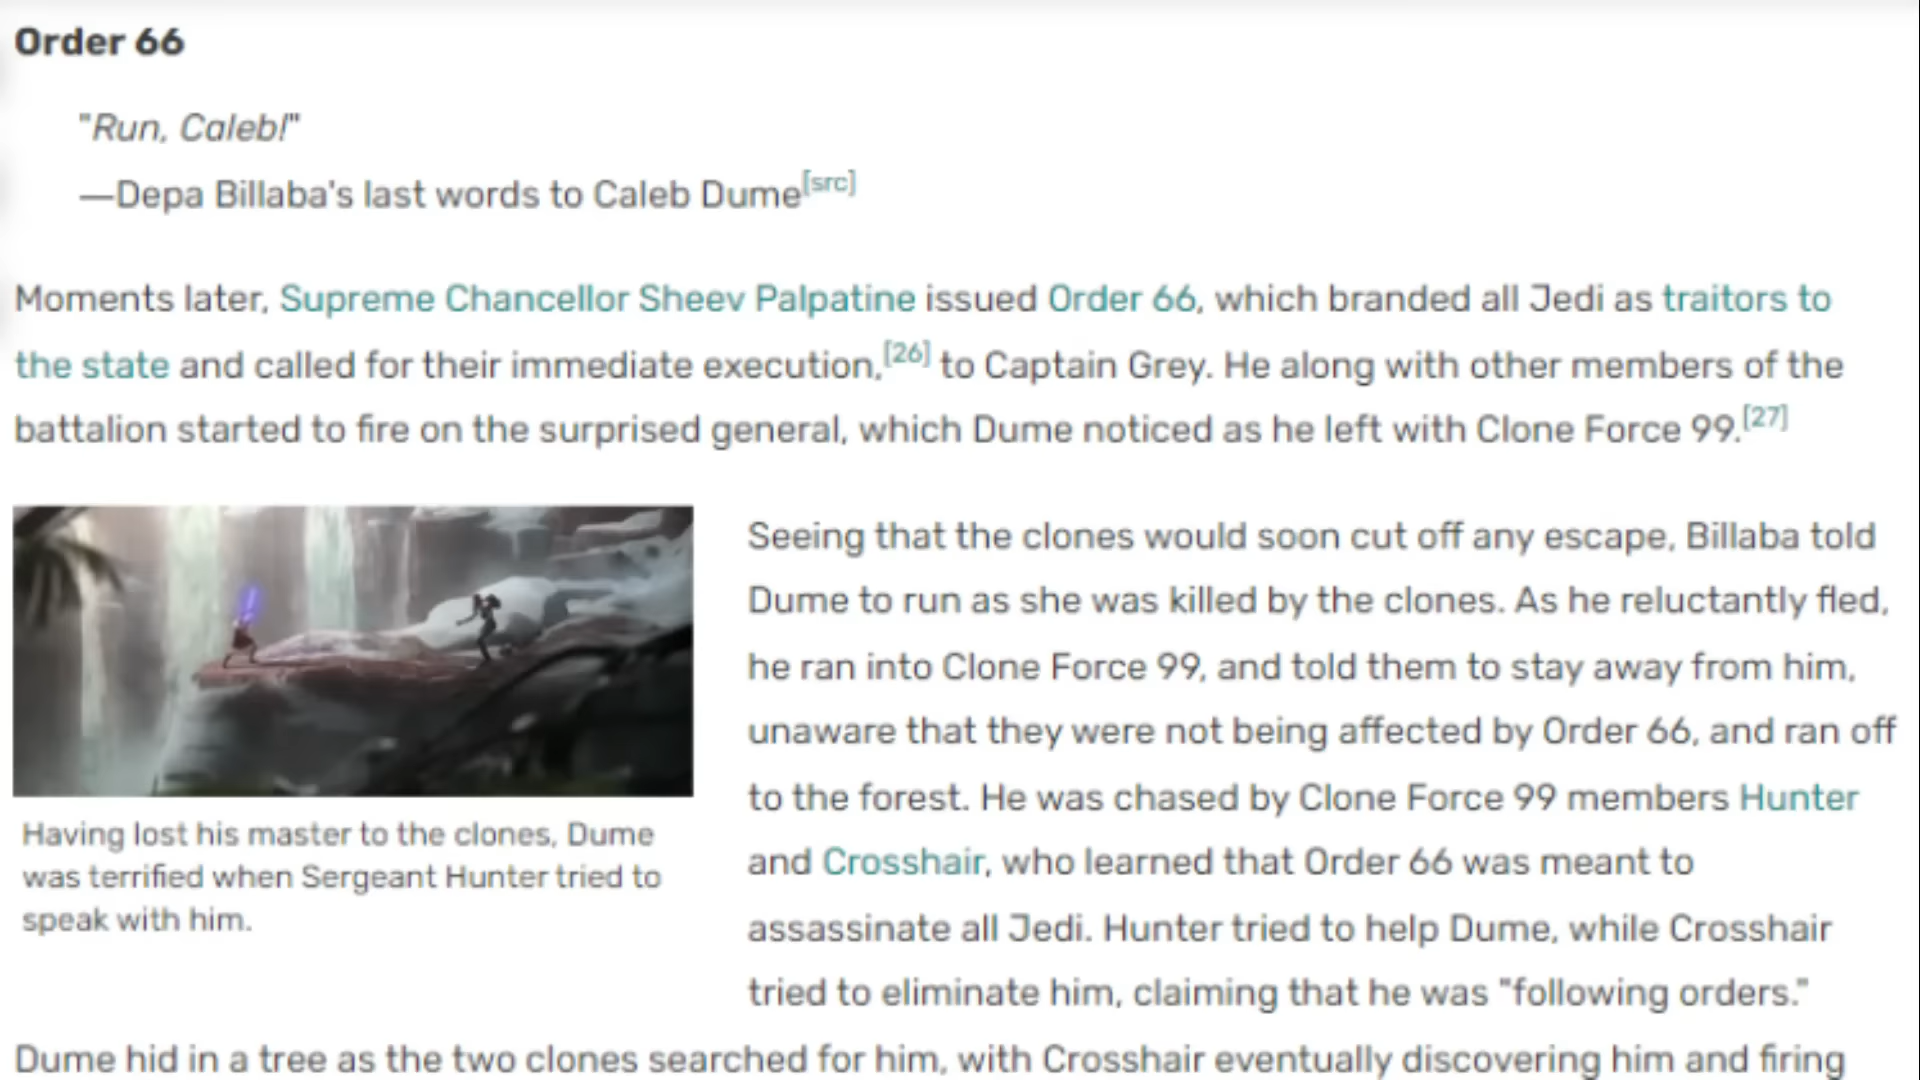 Order 66
"Run, Caleb!"
—Depa Billaba's last words to Caleb Dume[src]
Moments later, Supreme Chancellor Sheev Palpatine issued Order 66, which branded all Jedi as traitors to
the state and called for their immediate execution,[26] to Captain Grey. He along with other members of the
battalion started to fire on the surprised general, which Dume noticed as he left with Clone Force 99.[27]
Having lost his master to the clones, Dume
was terrified when Sergeant Hunter tried to
speak with him.
Seeing that the clones would soon cut off any escape, Billaba told
Dume to run as she was killed by the clones. As he reluctantly fled,
he ran into Clone Force 99, and told them to stay away from him,
unaware that they were not being affected by Order 66, and ran off
to the forest. He was chased by Clone Force 99 members Hunter
and Crosshair, who learned that Order 66 was meant to
assassinate all Jedi. Hunter tried to help Dume, while Crosshair
tried to eliminate him, claiming that he was "following orders."
Dume hid in a tree as the two clones searched for him, with Crosshair eventually discovering him and firing